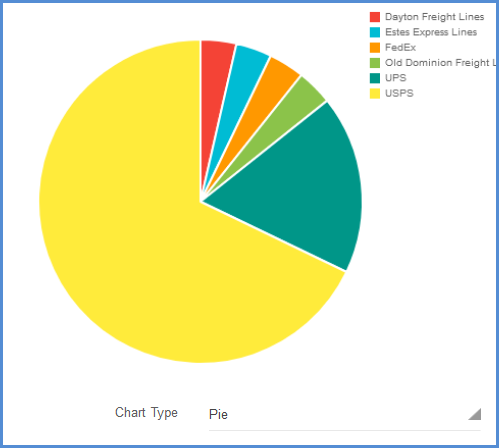 Dayton Freight Lines
Estes Express Lines
FedEx
Old Dominion Freight L
UPS
USPS
Chart Type
Pie